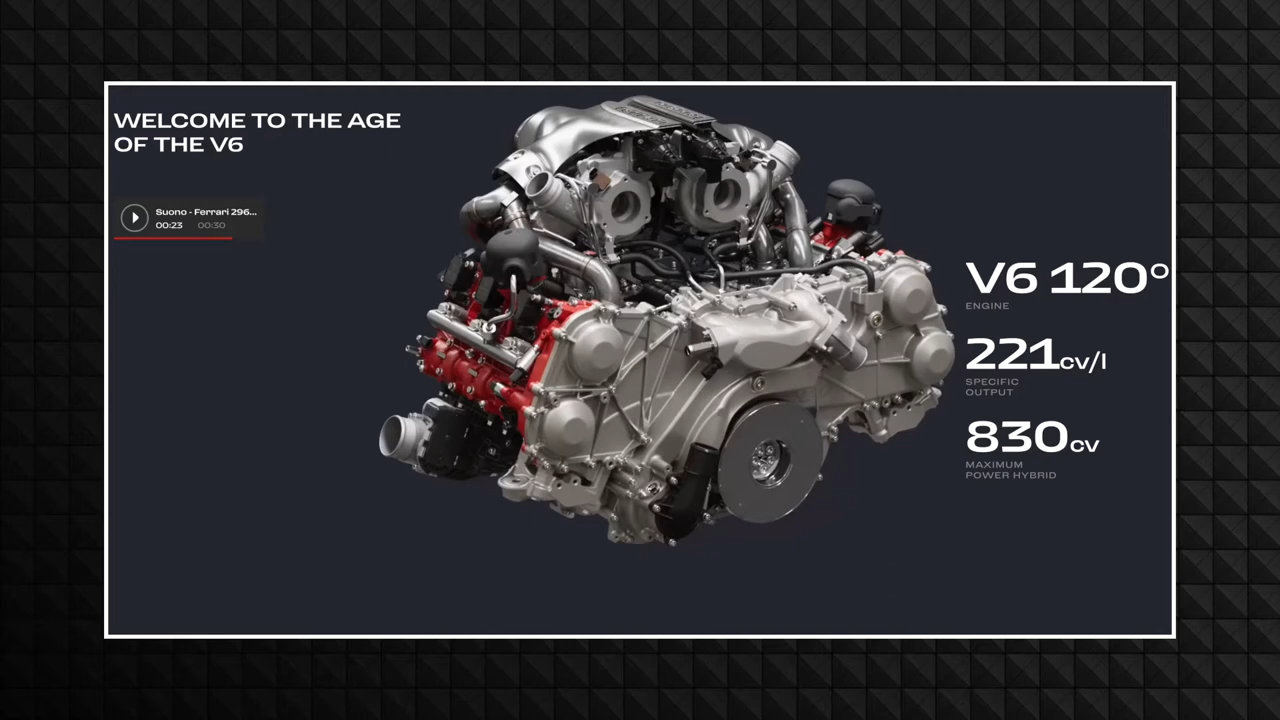 WELCOME TO THE AGE
OF THE V6
Suono - Ferrari 296...
00:23 00:30
V6 120°
ENGINE
221cv/l
SPECIFIC
OUTPUT
830cv
MAXIMUM
POWER HYBRID